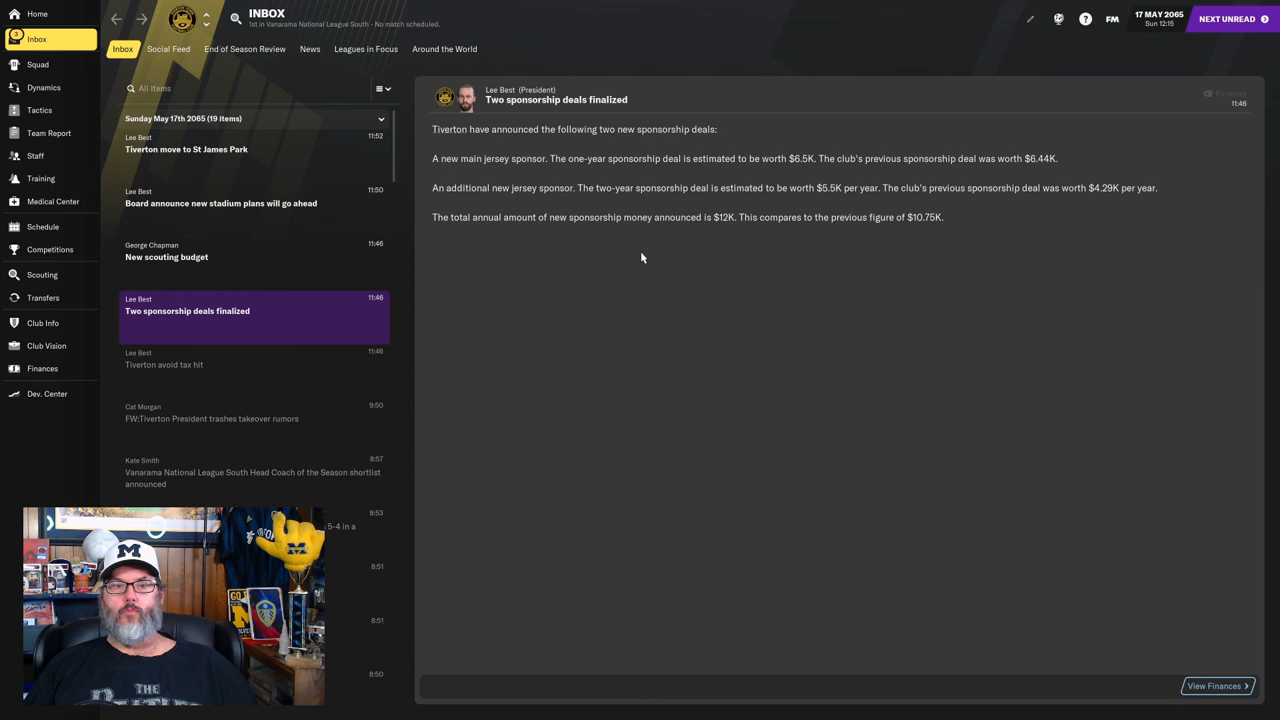 Home
INBOX
1st in Vanarama National League South - No match scheduled.
FM
17 MAY 2065
Sun 12:15
NEXT UNREAD
3
Inbox
Squad
Dynamics
Tactics
Team Report
Staff
Training
Medical Center
Schedule
Competitions
Scouting
Transfers
Club Info
Club Vision
Finances
Dev. Center
Inbox
Social Feed
End of Season Review
News
Leagues in Focus
Around the World
All Items
Sunday May 17th 2065 (19 items)
Lee Best
11:52
Tiverton move to St James Park
Lee Best
11:50
Board announce new stadium plans will go ahead
George Chapman
11:46
New scouting budget
Lee Best
11:46
Two sponsorship deals finalized
Lee Best
11:46
Tiverton avoid tax hit
Cat Morgan
9:50
FW:Tiverton President trashes takeover rumors
Kate Smith
8:57
Vanarama National League South Head Coach of the Season shortlist
announced
8:53
5-4 in a
8:51
8:51
8:50
Lee Best (President)
Two sponsorship deals finalized
Finances
11:46
Tiverton have announced the following two new sponsorship deals:
A new main jersey sponsor. The one-year sponsorship deal is estimated to be worth $6.5K. The club's previous sponsorship deal was worth $6.44K.
An additional new jersey sponsor. The two-year sponsorship deal is estimated to be worth $5.5K per year. The club's previous sponsorship deal was worth $4.29K per year.
The total annual amount of new sponsorship money announced is $12K. This compares to the previous figure of $10.75K.
View Finances
M
M
THE